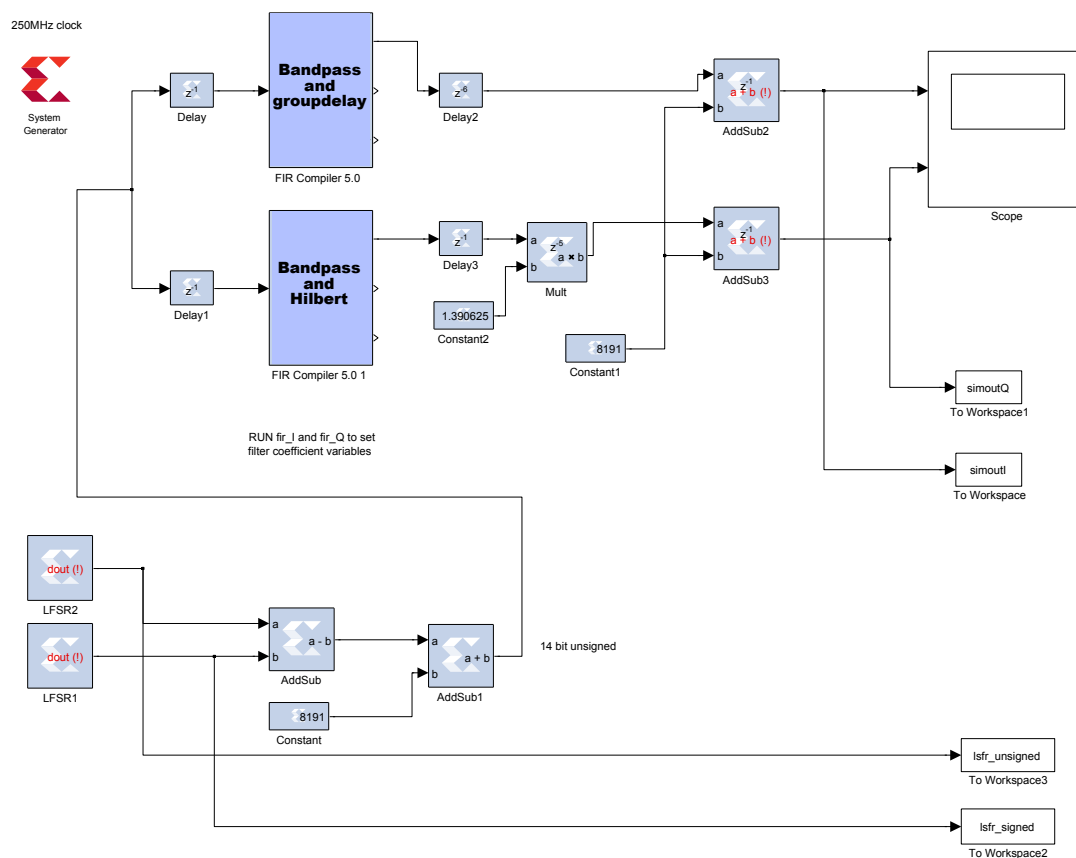 250MHz clock
System
Generator
z-1
Delay
Bandpass
and
groupdelay
FIR Compiler 5.0
z-6
Delay2
a
b
z-1
a + b (!)
AddSub2
Scope
z-1
Delay1
Bandpass
and
Hilbert
FIR Compiler 5.0 1
z-1
Delay3
a
b
z-5
a × b
Mult
1.390625
Constant2
a
b
z-1
a + b (!)
AddSub3
8191
Constant1
simoutQ
To Workspace1
simoutI
To Workspace
RUN fir_I and fir_Q to set
filter coefficient variables
dout (!)
LFSR2
dout (!)
LFSR1
a
b
a - b
AddSub
a
b
a + b
AddSub1
14 bit unsigned
8191
Constant
lsfr_unsigned
To Workspace3
lsfr_signed
To Workspace2